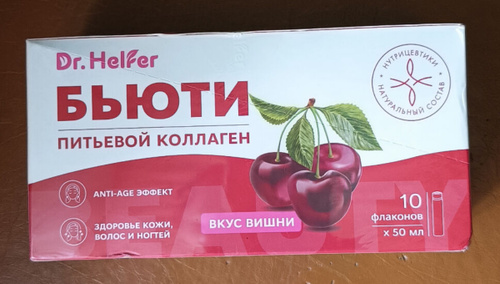 Dr. Helfer
БЬЮТИ
ПИТЬЕВОЙ КОЛЛАГЕН
НУТРИЦЕВТИКИ
НАТУРАЛЬНЫЙ СОСТАВ
ANTI-AGE ЭФФЕКТ
ЗДОРОВЬЕ КОЖИ,
ВОЛОС И НОГТЕЙ
ВКУС ВИШНИ
10
флаконов
х 50 мл
BEAUTY